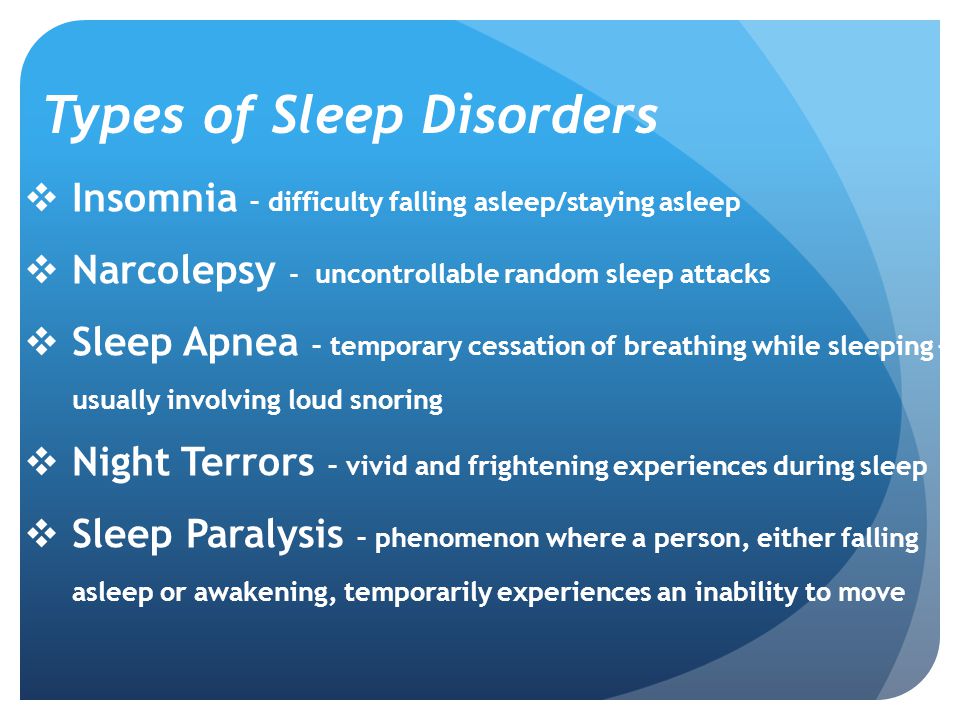 Types of Sleep Disorders
❖ Insomnia – difficulty falling asleep/staying asleep
❖ Narcolepsy - uncontrollable random sleep attacks
❖ Sleep Apnea – temporary cessation of breathing while sleeping –
usually involving loud snoring
❖ Night Terrors – vivid and frightening experiences during sleep
❖ Sleep Paralysis – phenomenon where a person, either falling
asleep or awakening, temporarily experiences an inability to move